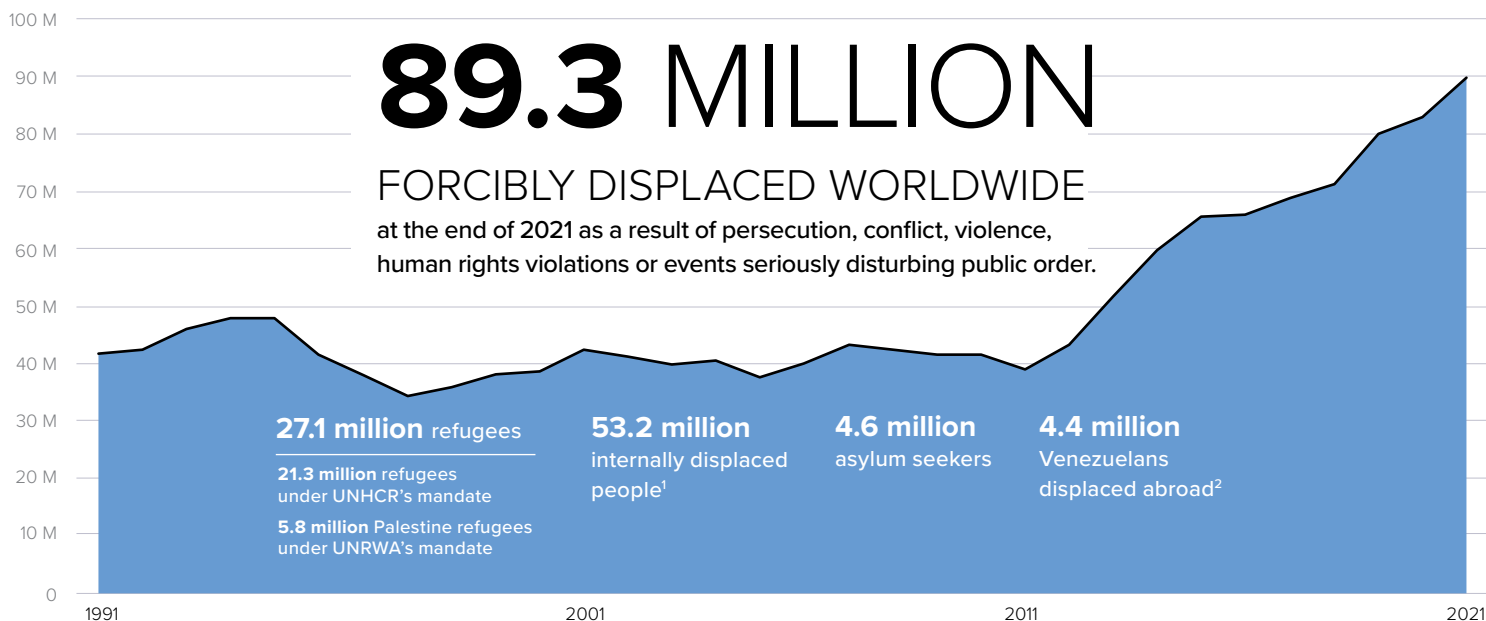 100 M
90 M
80 M
70 M
60 M
50 M
40 M
30 M
20 M
10 M
0
89.3 MILLION
FORCIBLY DISPLACED WORLDWIDE
at the end of 2021 as a result of persecution, conflict, violence,
human rights violations or events seriously disturbing public order.
27.1 million refugees
21.3 million refugees
under UNHCR’s mandate
5.8 million Palestine refugees
under UNRWA’s mandate
53.2 million
internally displaced
people¹
4.6 million
asylum seekers
4.4 million
Venezuelans
displaced abroad²
1991
2001
2011
2021